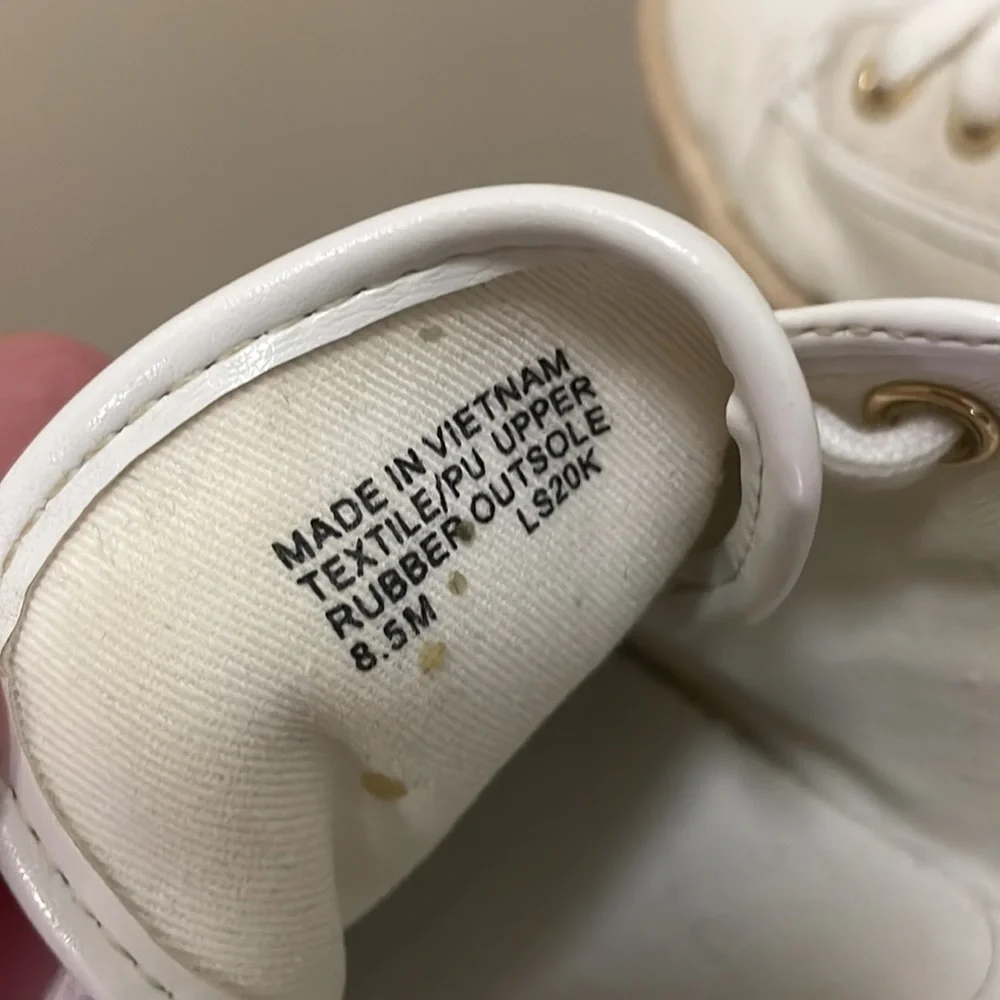 MADE IN VIETNAM
TEXTILE/PU UPPER
RUBBER OUTSOLE
8.5M LS20K